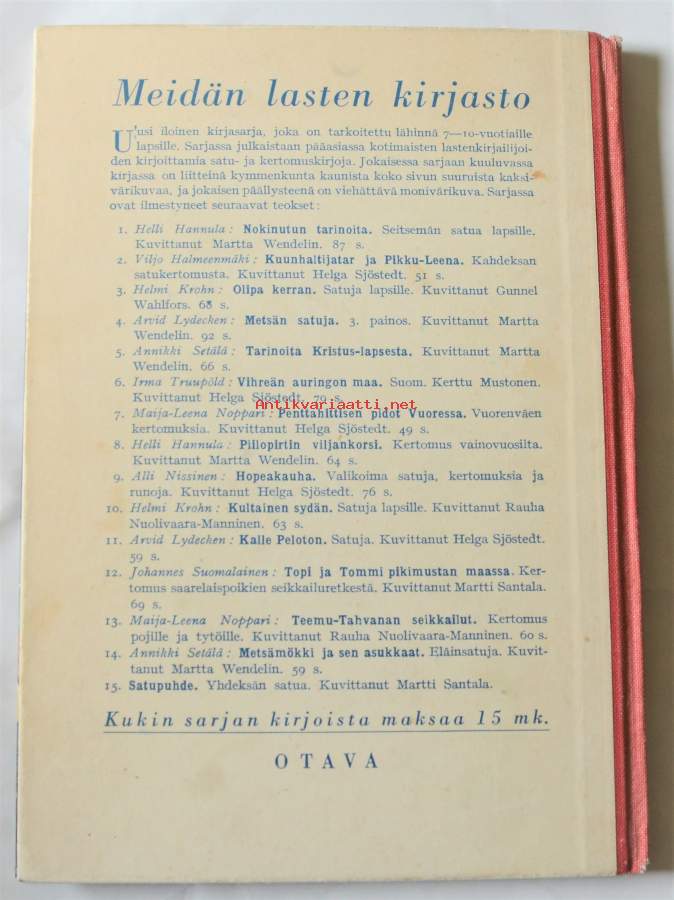 Meidän lasten kirjasto
Uusi iloinen kirjasarja, joka on tarkoitettu lähinnä 7—10-vuotiaille
lapsille. Sarjassa julkaistaan pääasiassa kotimaisten lastenkirjailijoi-
den kirjoittamia satu- ja kertomuskirjoja. Jokaisessa sarjaan kuuluvassa
kirjassa on liitteinä kymmenkunta kaunista koko sivun suuruista kaksi-
värikuvaa, ja jokaisen päällysteenä on viehättävä monivärikuva. Sarjassa
ovat ilmestyneet seuraavat teokset:
1. Helli Hannula: Nokinutun tarinoita. Seitsemän satua lapsille.
Kuvittanut Martta Wendelin. 87 s.
2. Viljo Halmeenmäki: Kuunhaltijatar ja Pikku-Leena. Kahdeksan
satukertomusta. Kuvittanut Helga Sjöstedt. 51 s.
3. Helmi Krohn: Olipa kerran. Satuja lapsille. Kuvittanut Gunnel
Wahlfors. 68 s.
4. Arvid Lydecken: Metsän satuja. 3. painos. Kuvittanut Martta
Wendelin. 92 s.
5. Annikki Setälä: Tarinoita Kristus-lapsesta. Kuvittanut Martta
Wendelin. 66 s.
6. Irma Truupöld: Vihreän auringon maa. Suom. Kerttu Mustonen.
Kuvittanut Helga Sjöstedt. 79 s.
Antikvariaatti.net
7. Maija-Leena Noppari: Penttahittisen pidot Vuoressa. Vuorenväen
kertomuksia. Kuvittanut Helga Sjöstedt. 49 s.
8. Helli Hannula: Piilopirtin viljankorsi. Kertomus vainovuosilta.
Kuvittanut Martta Wendelin. 64 s.
9. Alli Nissinen: Hopeakauha. Valikoima satuja, kertomuksia ja
runoja. Kuvittanut Helga Sjöstedt. 76 s.
10. Helmi Krohn: Kultainen sydän. Satuja lapsille. Kuvittanut Rauha
Nuolivaara-Manninen. 63 s.
11. Arvid Lydecken: Kalle Peloton. Satuja. Kuvittanut Helga Sjöstedt.
59 s.
12. Johannes Suomalainen: Topi ja Tommi pikimustan maassa. Ker-
tomus saarelaispoikien seikkailuretkestä. Kuvittanut Martti Santala.
69 s.
13. Maija-Leena Noppari: Teemu-Tahvanan seikkailut. Kertomus
pojille ja tytöille. Kuvittanut Rauha Nuolivaara-Manninen. 60 s.
14. Annikki Setälä: Metsämökki ja sen asukkaat. Eläinsatuja. Kuvit-
tanut Martta Wendelin. 59 s.
15. Satupuhde. Yhdeksän satua. Kuvittanut Martti Santala.
Kukin sarjan kirjoista maksaa 15 mk.
OTAVA